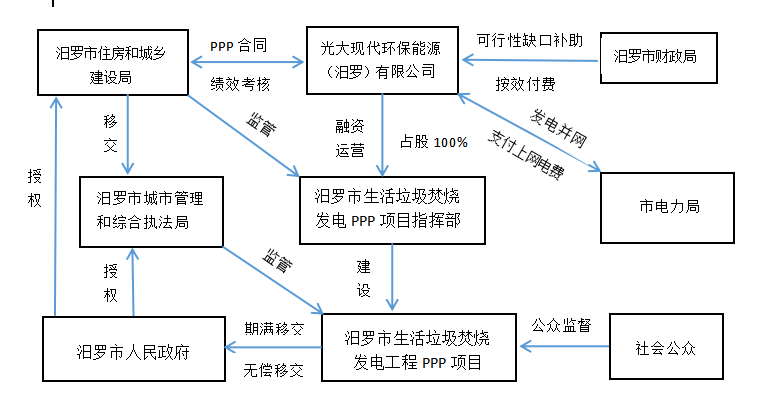 汨罗市住房和城乡
建设局
PPP 合同
绩效考核
光大现代环保能源
（汨罗）有限公司
可行性缺口补助
按效付费
汨罗市财政局
移
交
监管
融资
运营
占股 100%
发电并网
支付上网电费
授
权
汨罗市城市管理
和综合执法局
汨罗市生活垃圾焚烧
发电 PPP 项目指挥部
市电力局
授
权
监管
建
设
汨罗市人民政府
期满移交
无偿移交
汨罗市生活垃圾焚烧
发电工程 PPP 项目
公众监督
社会公众